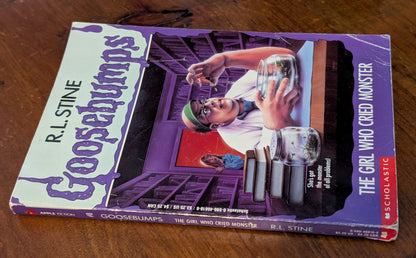 R.L. STINE
Goosebumps
She's got
the monster
of all problems!
THE GIRL WHO CRIED MONSTER
SCHOLASTIC
APPLE FICTION
GOOSEBUMPS
THE GIRL WHO CRIED MONSTER
R.L. STINE